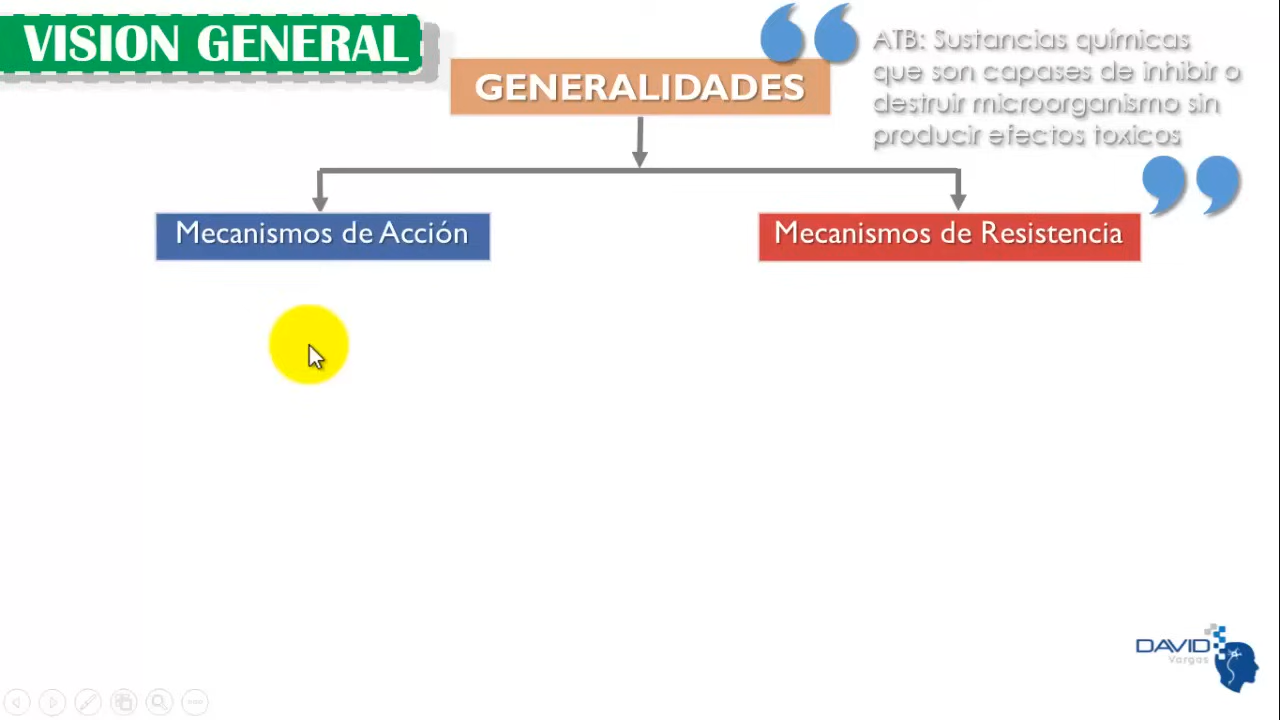 VISION GENERAL
GENERALIDADES
ATB: Sustancias químicas
que son capases de inhibir o
destruir microorganismo sin
producir efectos toxicos
Mecanismos de Acción
Mecanismos de Resistencia
DAVID
Vargas